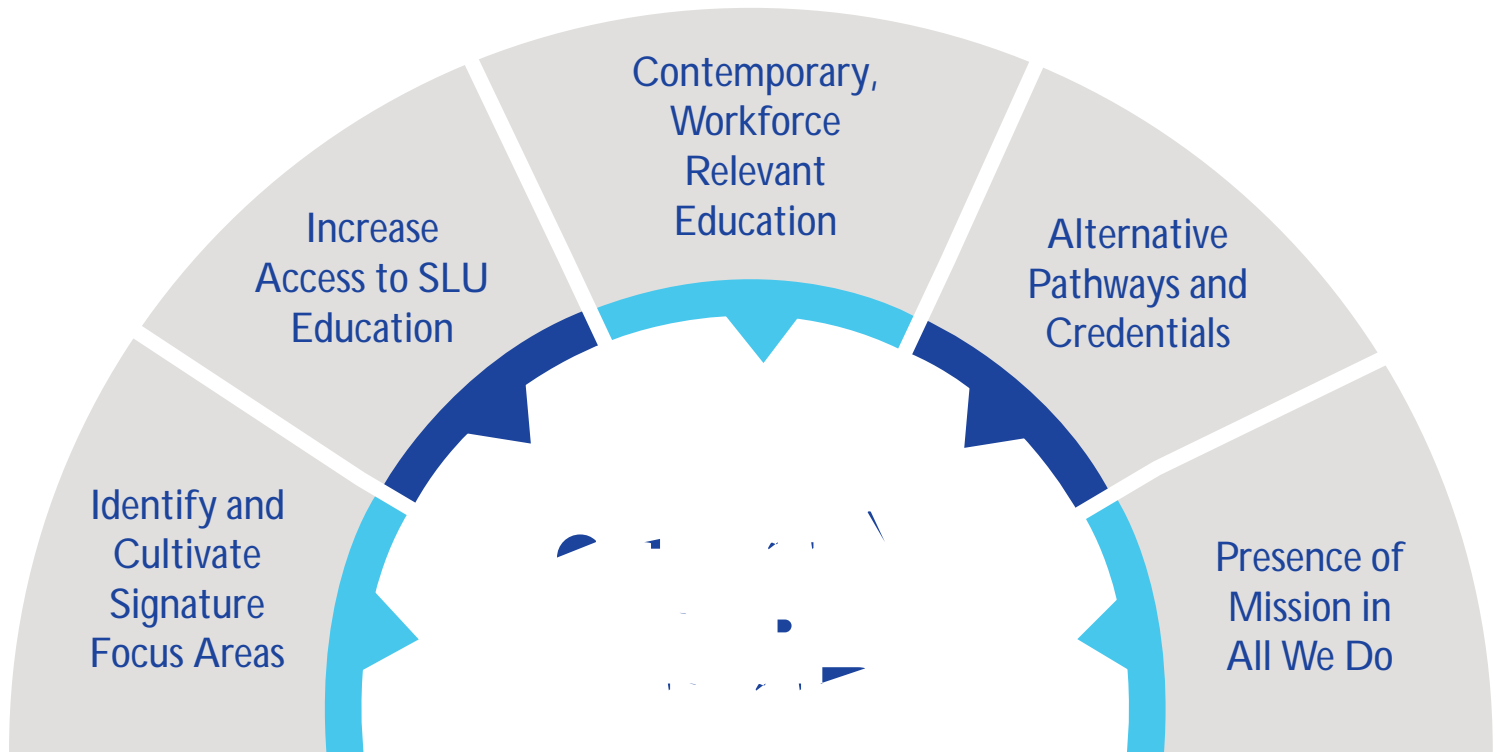 Identify and
Cultivate
Signature
Focus Areas
Increase
Access to SLU
Education
Contemporary,
Workforce
Relevant
Education
Alternative
Pathways and
Credentials
Presence of
Mission in
All We Do